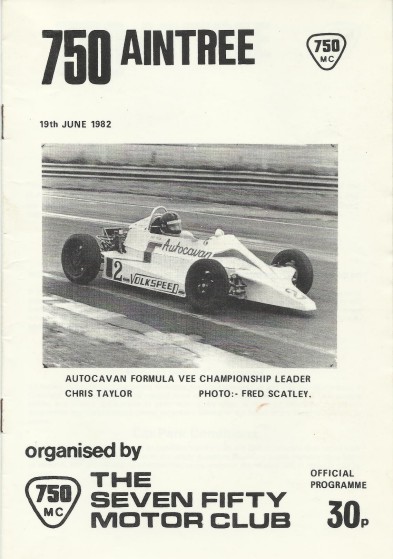 750 AINTREE
750
MC
19th JUNE 1982
Autocavan
2 VOLKSPEED
AUTOCAVAN FORMULA VEE CHAMPIONSHIP LEADER
CHRIS TAYLOR PHOTO:- FRED SCATLEY.
organised by
750
MC
THE
SEVEN FIFTY
MOTOR CLUB
OFFICIAL
PROGRAMME
30p